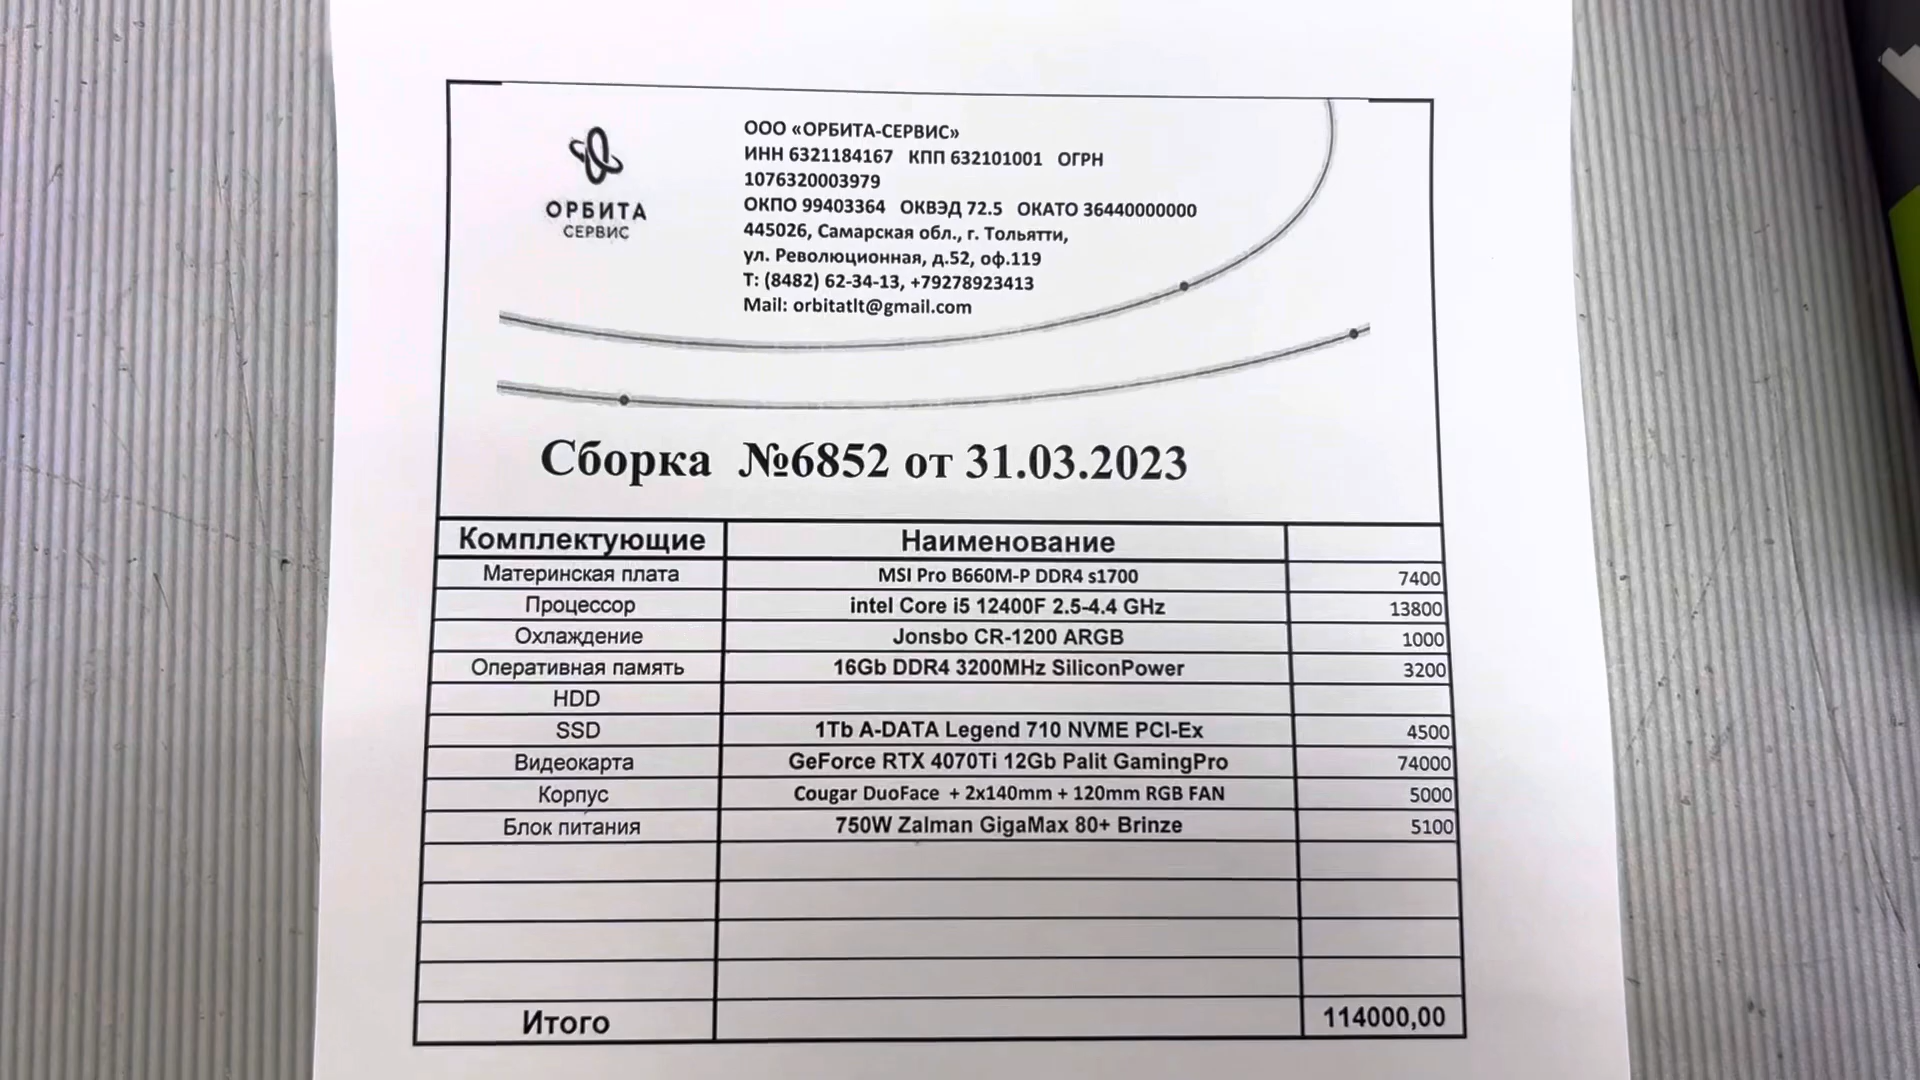 ОРБИТА
СЕРВИС
ООО «ОРБИТА-СЕРВИС»
ИНН 6321184167 КПП 632101001 ОГРН
1076320003979
ОКПО 99403364 ОКВЭД 72.5 ОКАТО 36440000000
445026, Самарская обл., г. Тольятти,
ул. Революционная, д.52, оф.119
Т: (8482) 62-34-13, +79278923413
Mail: orbitatlt@gmail.com
Сборка №6852 от 31.03.2023
Комплектующие Наименование
Материнская плата MSI Pro B660M-P DDR4 s1700 7400
Процессор intel Core i5 12400F 2.5-4.4 GHz 13800
Охлаждение Jonsbo CR-1200 ARGB 1000
Оперативная память 16Gb DDR4 3200MHz SiliconPower 3200
HDD
SSD 1Tb A-DATA Legend 710 NVME PCI-Ex 4500
Видеокарта GeForce RTX 4070Ti 12Gb Palit GamingPro 74000
Корпус Cougar DuoFace + 2x140mm + 120mm RGB FAN 5000
Блок питания 750W Zalman GigaMax 80+ Brinze 5100
Итого 114000,00